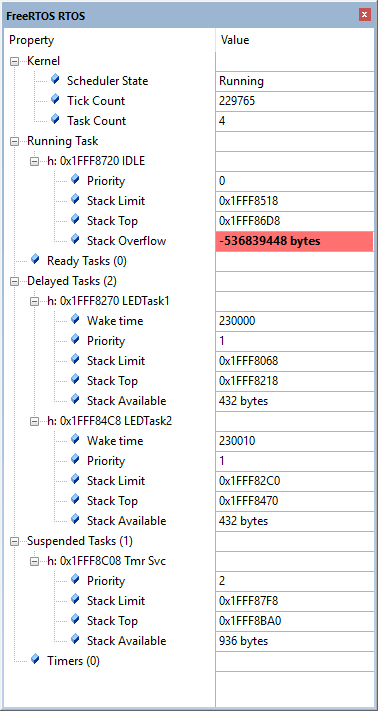 FreeRTOS RTOS x
Property Value
Kernel
Scheduler State Running
Tick Count 229765
Task Count 4
Running Task
h: 0x1FFF8720 IDLE
Priority 0
Stack Limit 0x1FFF8518
Stack Top 0x1FFF86D8
Stack Overflow -536839448 bytes
Ready Tasks (0)
Delayed Tasks (2)
h: 0x1FFF8270 LEDTask1
Wake time 230000
Priority 1
Stack Limit 0x1FFF8068
Stack Top 0x1FFF8218
Stack Available 432 bytes
h: 0x1FFF84C8 LEDTask2
Wake time 230010
Priority 1
Stack Limit 0x1FFF82C0
Stack Top 0x1FFF8470
Stack Available 432 bytes
Suspended Tasks (1)
h: 0x1FFF8C08 Tmr Svc
Priority 2
Stack Limit 0x1FFF87F8
Stack Top 0x1FFF8BA0
Stack Available 936 bytes
Timers (0)